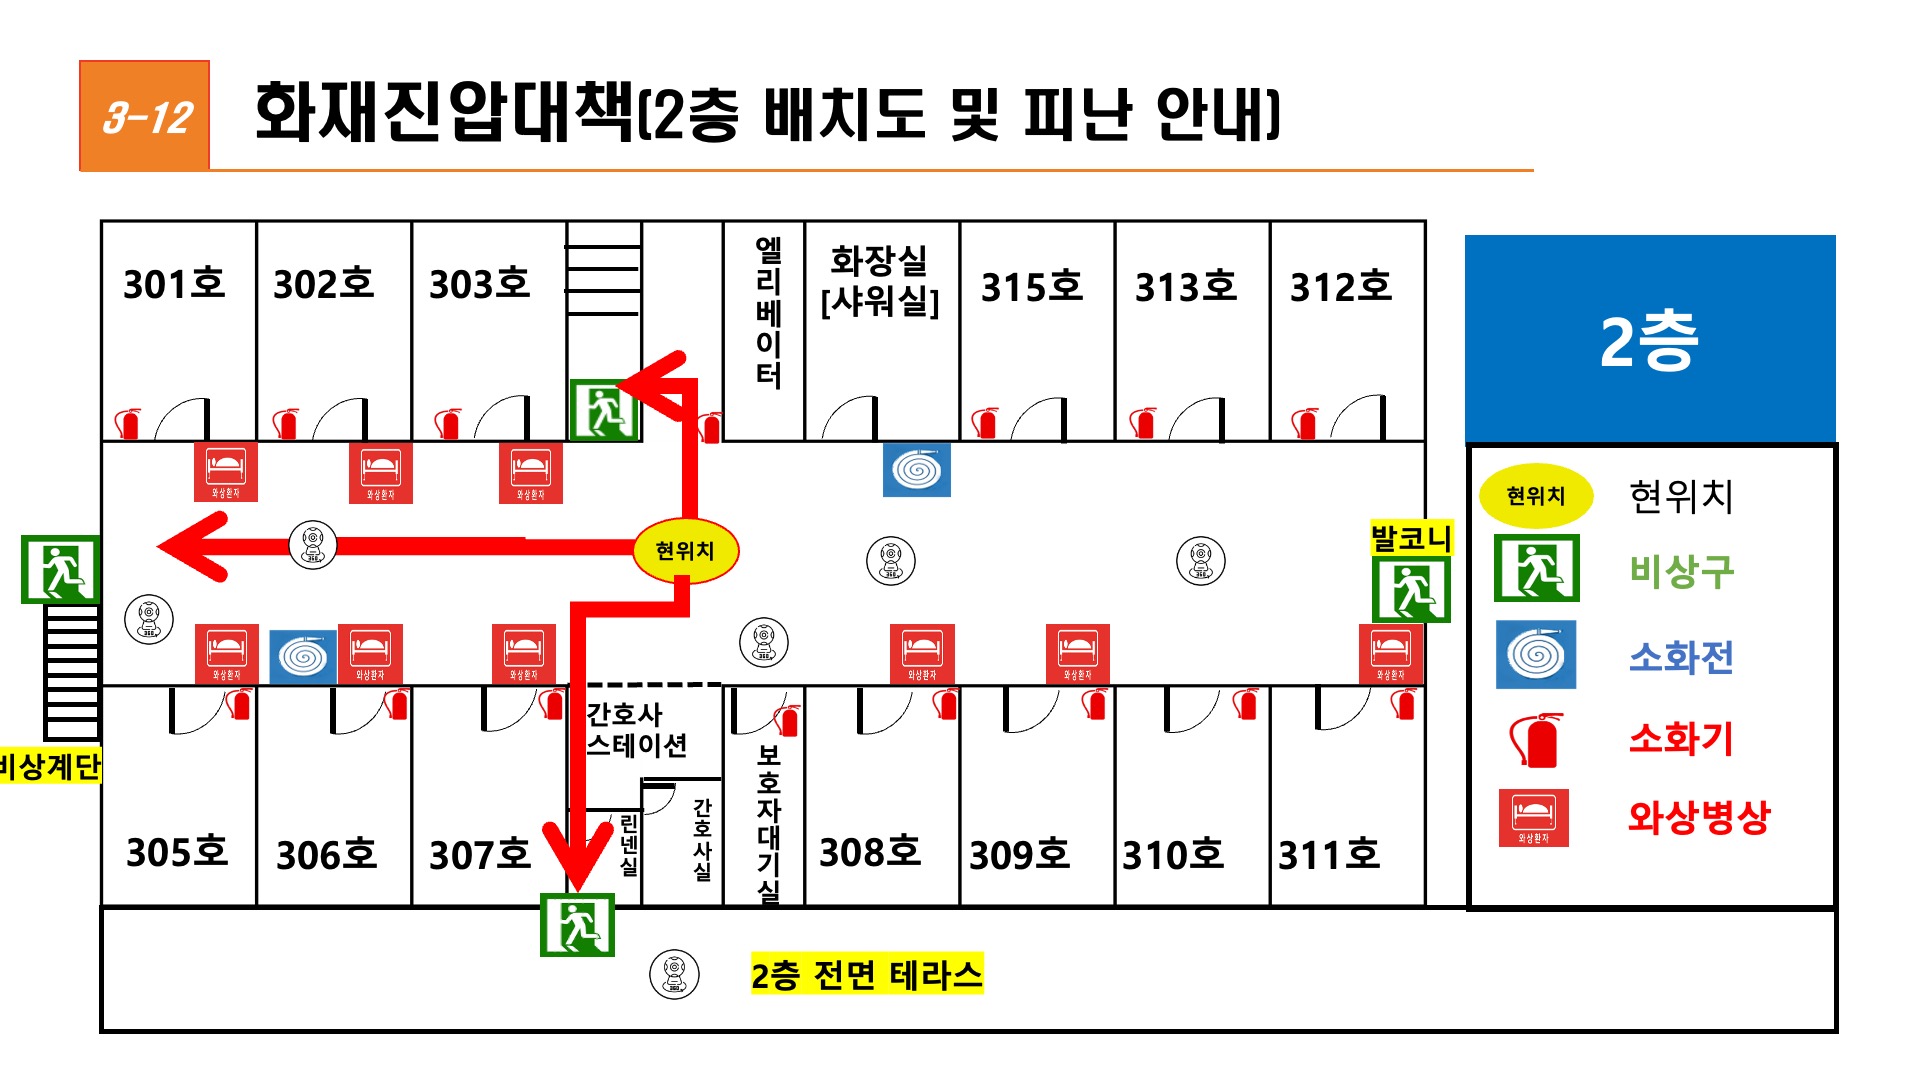 3-12
화재진압대책(2층 배치도 및 피난 안내)
301호
302호
303호
엘리베이터
화장실
[샤워실]
315호
313호
312호
2층
와상환자
와상환자
와상환자
현위치
현위치
현위치
비상구
소화전
소화기
와상환자
와상병상
발코니
360
360
360
360
360
와상환자
와상환자
와상환자
와상환자
와상환자
와상환자
비상계단
간호사
스테이션
린넨실
간호사실
보호자대기실
305호
306호
307호
308호
309호
310호
311호
360
2층 전면 테라스